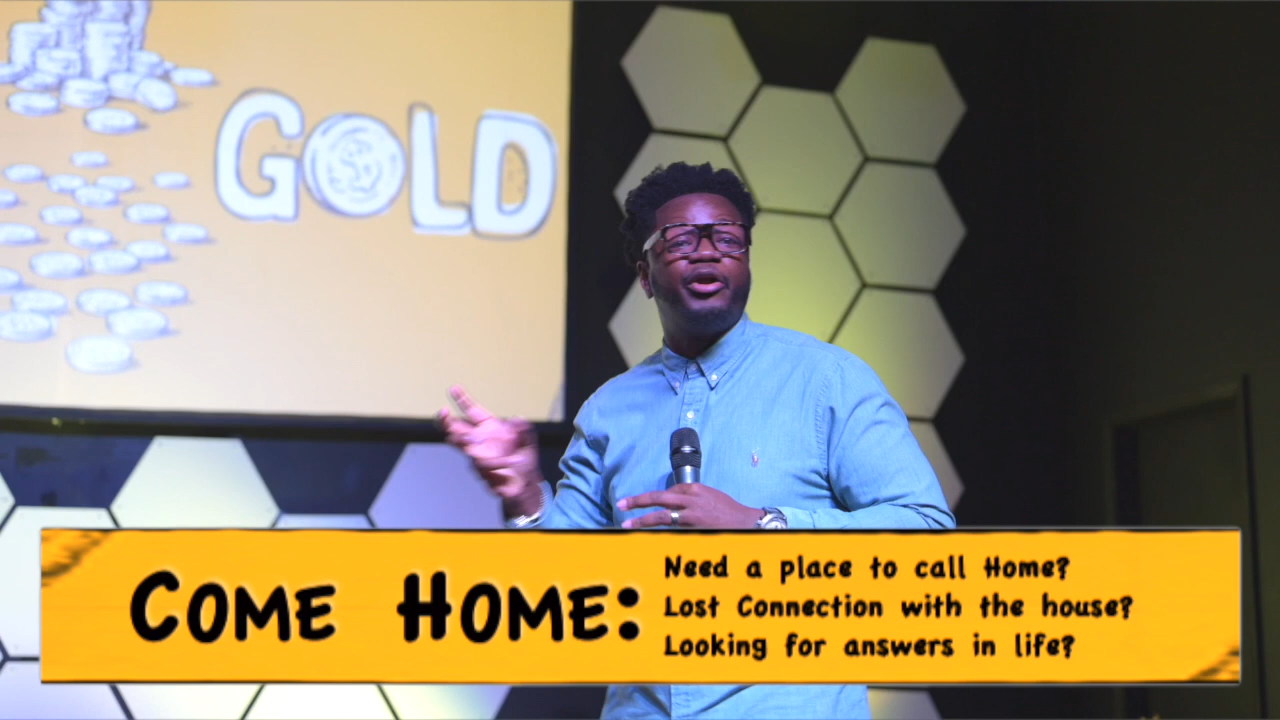 GOLD
COME HOME:
Need a place to call Home?
Lost Connection with the house?
Looking for answers in life?